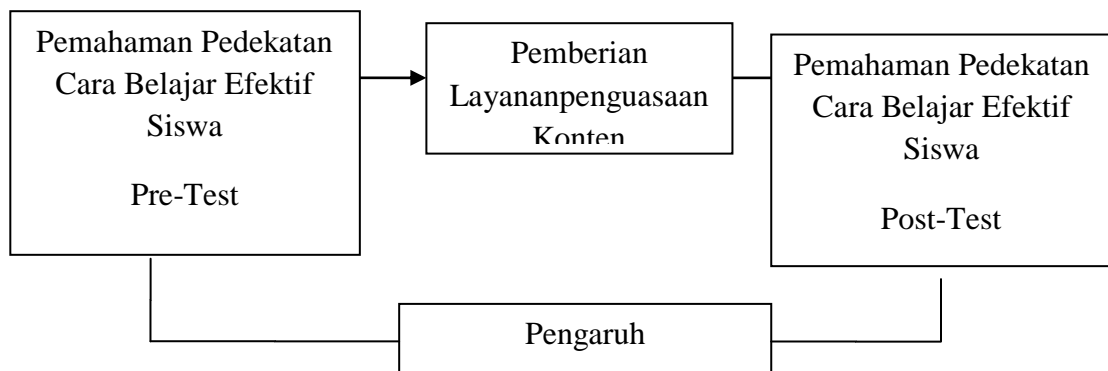 Pemahaman Pedekatan
Cara Belajar Efektif
Siswa
Pre-Test
Pemberian
Layananpenguasaan
Konten
Pemahaman Pedekatan
Cara Belajar Efektif
Siswa
Post-Test
Pengaruh